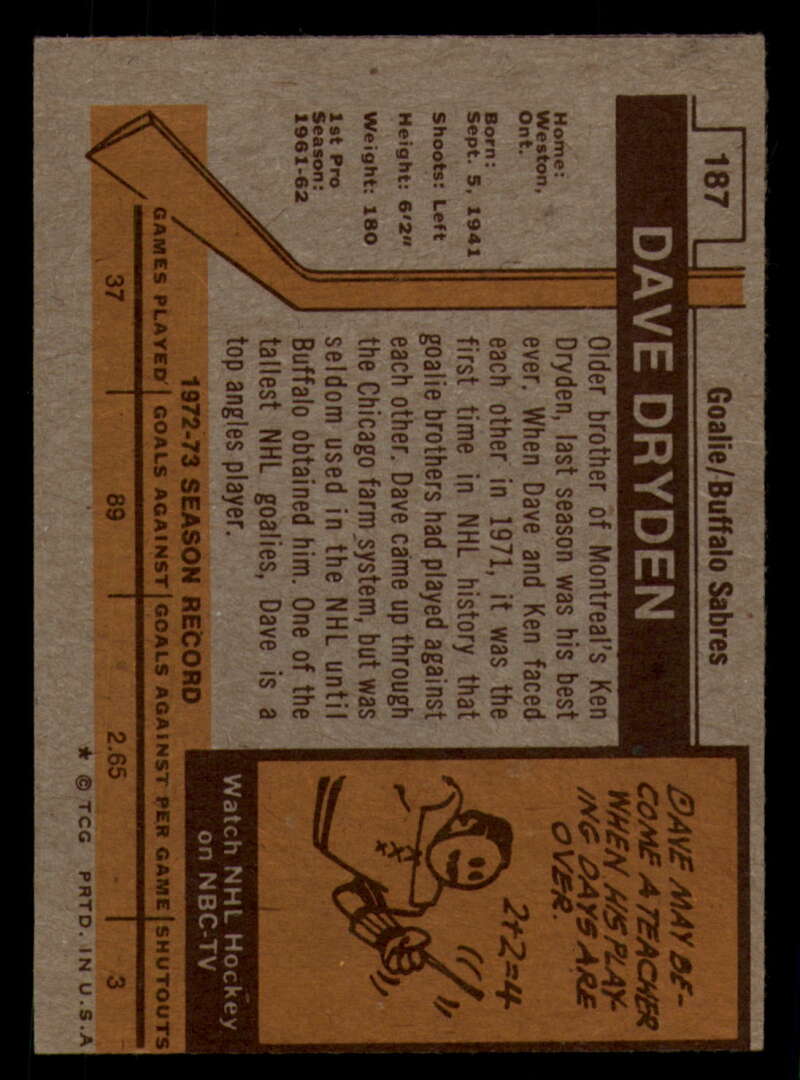 187
Goalie/Buffalo Sabres
DAVE DRYDEN
Home:
Weston,
Ont.
Born:
Sept. 5, 1941
Shoots: Left
Height: 6'2"
Weight: 180
1st Pro
Season:
1961-62
Older brother of Montreal's Ken
Dryden, last season was his best
ever. When Dave and Ken faced
each other in 1971, it was the
first time in NHL history that
goalie brothers had played against
each other. Dave came up through
the Chicago farm system, but was
seldom used in the NHL until
Buffalo obtained him. One of the
tallest NHL goalies, Dave is a
top angles player.
DAVE MAY BE-
COME A TEACHER
WHEN HIS PLAY-
ING DAYS ARE
OVER.
2+2=4
Watch NHL Hockey
on NBC-TV
1972-73 SEASON RECORD
GAMES PLAYED GOALS AGAINST GOALS AGAINST PER GAME SHUTOUTS
37 89 2.65 3
* © TCG PRTD. IN U.S.A